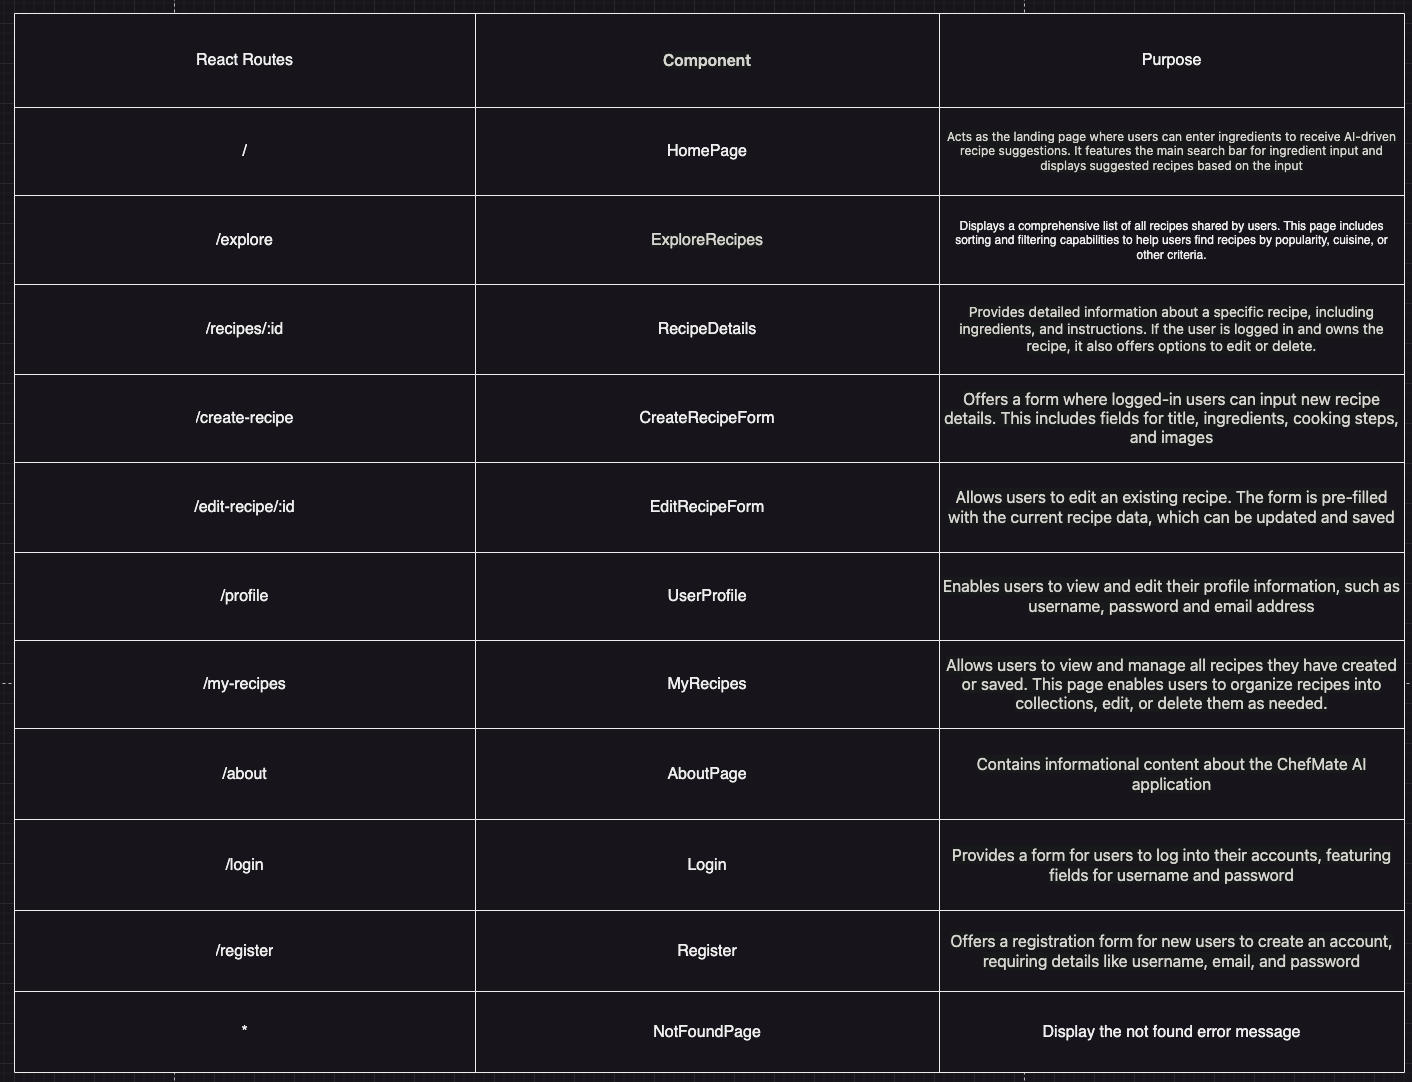 React Routes
Component
Purpose
/
HomePage
Acts as the landing page where users can enter ingredients to receive AI-driven
recipe suggestions. It features the main search bar for ingredient input and
displays suggested recipes based on the input
/explore
ExploreRecipes
Displays a comprehensive list of all recipes shared by users. This page includes
sorting and filtering capabilities to help users find recipes by popularity, cuisine, or
other criteria.
/recipes/:id
RecipeDetails
Provides detailed information about a specific recipe, including
ingredients, and instructions. If the user is logged in and owns the
recipe, it also offers options to edit or delete.
/create-recipe
CreateRecipeForm
Offers a form where logged-in users can input new recipe
details. This includes fields for title, ingredients, cooking steps,
and images
/edit-recipe/:id
EditRecipeForm
Allows users to edit an existing recipe. The form is pre-filled
with the current recipe data, which can be updated and saved
/profile
UserProfile
Enables users to view and edit their profile information, such as
username, password and email address
/my-recipes
MyRecipes
Allows users to view and manage all recipes they have created
or saved. This page enables users to organize recipes into
collections, edit, or delete them as needed.
/about
AboutPage
Contains informational content about the ChefMate AI
application
/login
Login
Provides a form for users to log into their accounts, featuring
fields for username and password
/register
Register
Offers a registration form for new users to create an account,
requiring details like username, email, and password
*
NotFoundPage
Display the not found error message